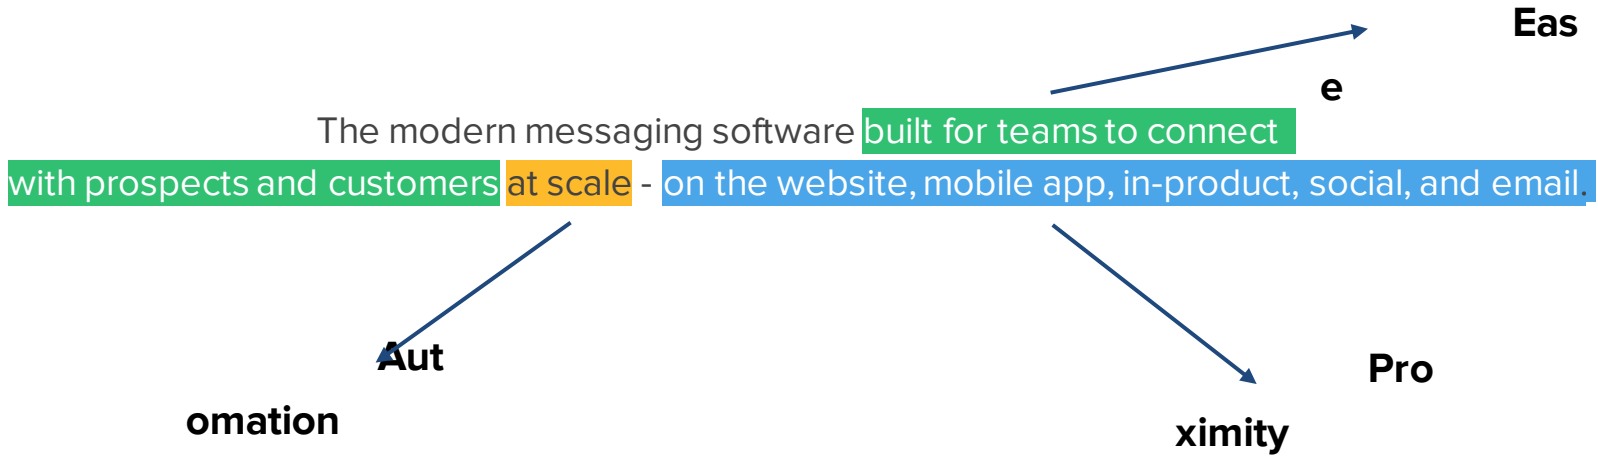 Eas
e
The modern messaging software built for teams to connect
with prospects and customers at scale - on the website, mobile app, in-product, social, and email.
Aut
omation
Pro
ximity